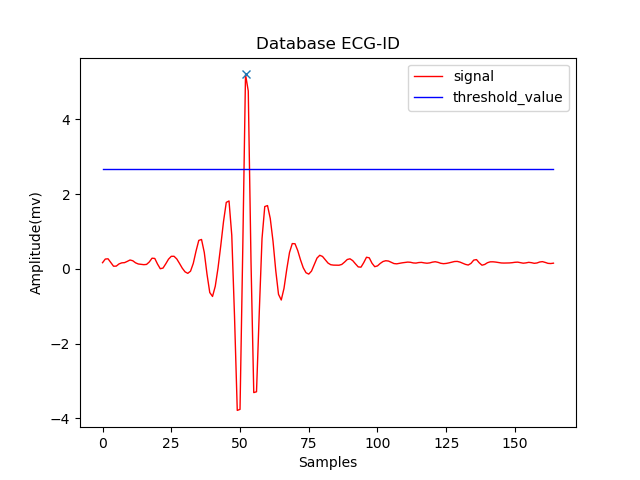 Database ECG-ID
signal
threshold_value
Amplitude(mv)
4
2
0
−2
−4
0 25 50 75 100 125 150
Samples